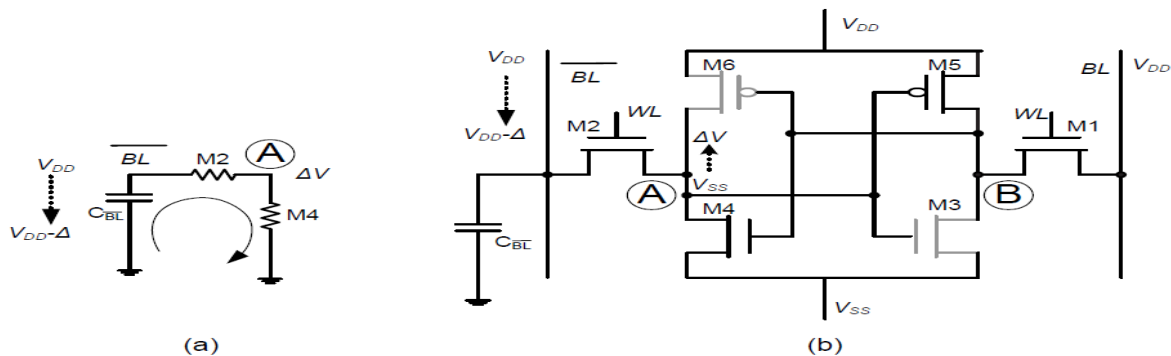 V_DD
BL
V_DD-Δ
C_BL
M2
A
ΔV
M4
(a)
V_DD
V_DD-Δ
BL
C_BL
M2
WL
A
M6
ΔV
V_SS
M4
V_DD
M5
M3
B
WL
M1
BL
V_DD
V_SS
(b)